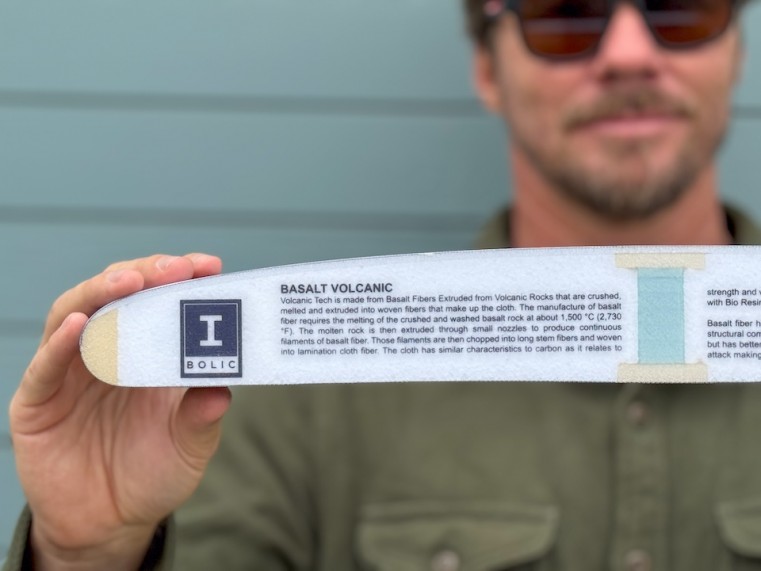 I
BOLIC
BASALT VOLCANIC
Volcanic Tech is made from Basalt Fibers Extruded from Volcanic Rocks that are crushed,
melted and extruded into woven fibers that make up the cloth. The manufacture of basalt
fiber requires the melting of the crushed and washed basalt rock at about 1,500 °C (2,730
°F). The molten rock is then extruded through small nozzles to produce continuous
filaments of basalt fiber. Those filaments are then chopped into long stem fibers and woven
into lamination cloth fiber. The cloth has similar characteristics to carbon as it relates to
strength and
with Bio Resi
Basalt fiber h
structural com
but has better
attack making